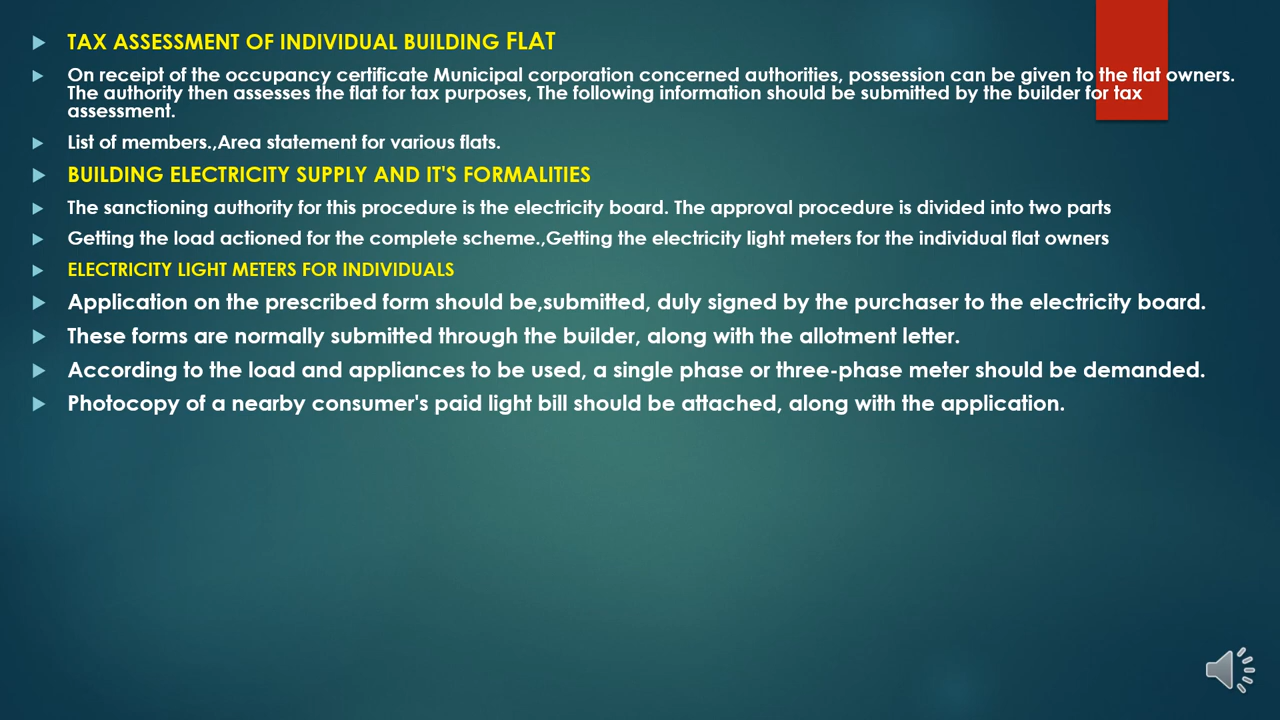 TAX ASSESSMENT OF INDIVIDUAL BUILDING FLAT
On receipt of the occupancy certificate Municipal corporation concerned authorities, possession can be given to the flat owners.
The authority then assesses the flat for tax purposes, The following information should be submitted by the builder for tax
assessment.
List of members.,Area statement for various flats.
BUILDING ELECTRICITY SUPPLY AND IT'S FORMALITIES
The sanctioning authority for this procedure is the electricity board. The approval procedure is divided into two parts
Getting the load actioned for the complete scheme.,Getting the electricity light meters for the individual flat owners
ELECTRICITY LIGHT METERS FOR INDIVIDUALS
Application on the prescribed form should be,submitted, duly signed by the purchaser to the electricity board.
These forms are normally submitted through the builder, along with the allotment letter.
According to the load and appliances to be used, a single phase or three-phase meter should be demanded.
Photocopy of a nearby consumer's paid light bill should be attached, along with the application.